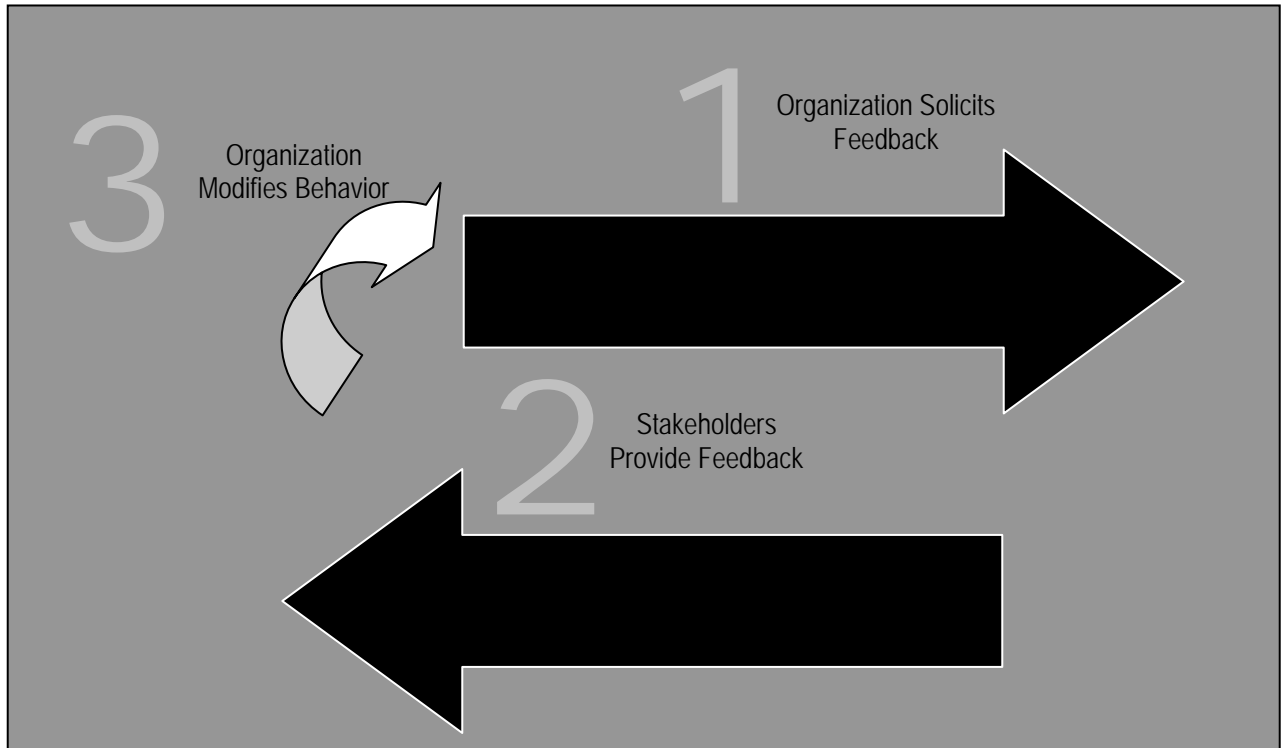 1
Organization Solicits
Feedback
2
Stakeholders
Provide Feedback
3
Organization
Modifies Behavior